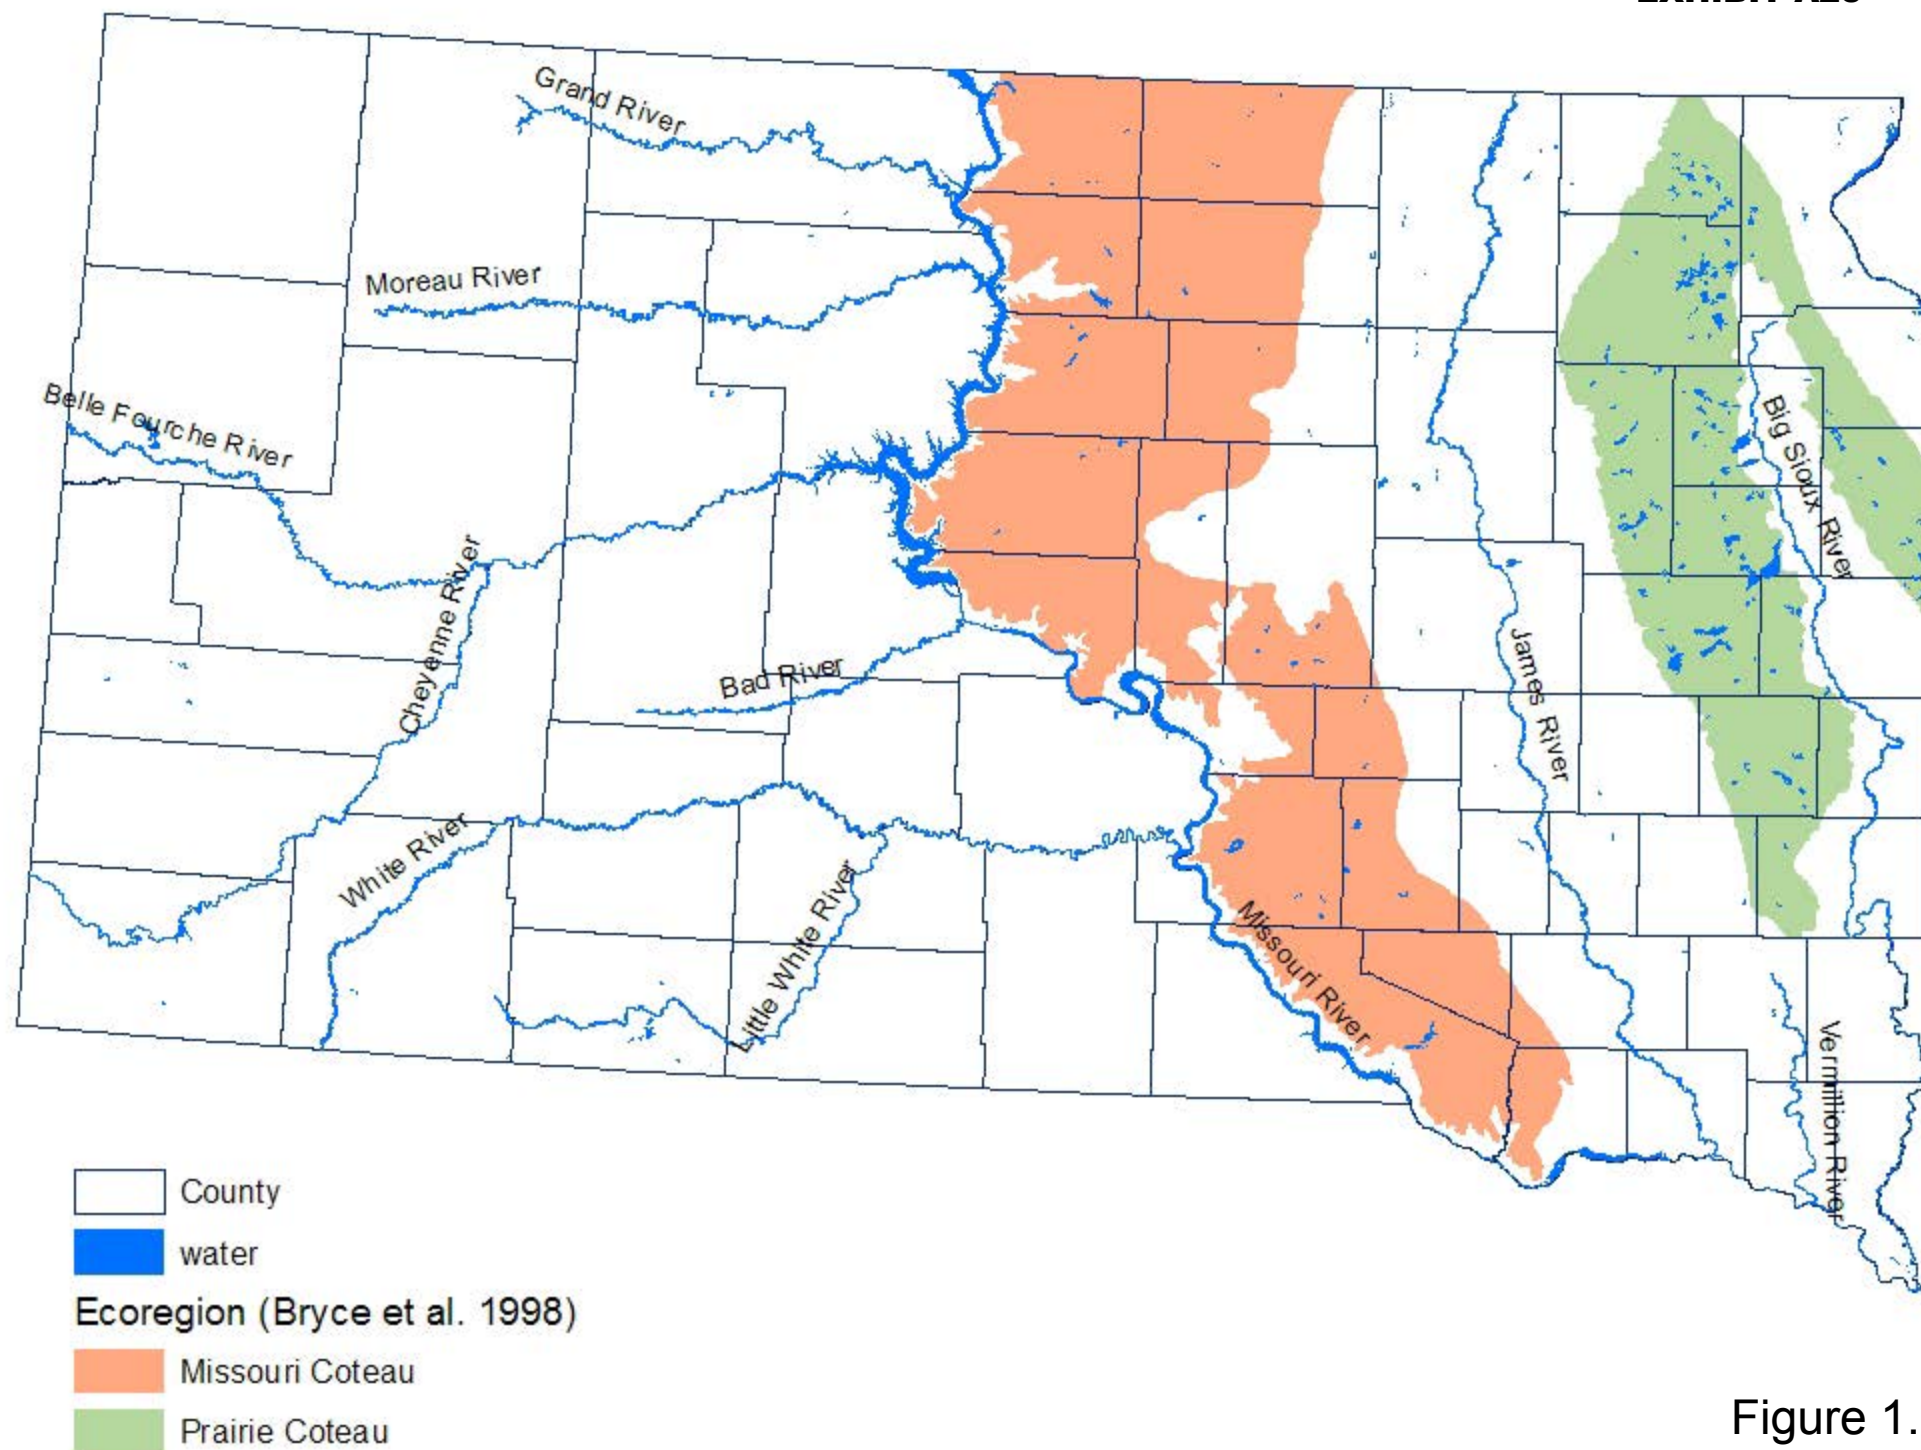 Grand River
Moreau River
Belle Fourche River
Cheyenne River
Bad River
White River
Little White River
Missouri River
James River
Big Sioux River
Vermillion River
County
water
Ecoregion (Bryce et al. 1998)
Missouri Coteau
Prairie Coteau
Figure 1.